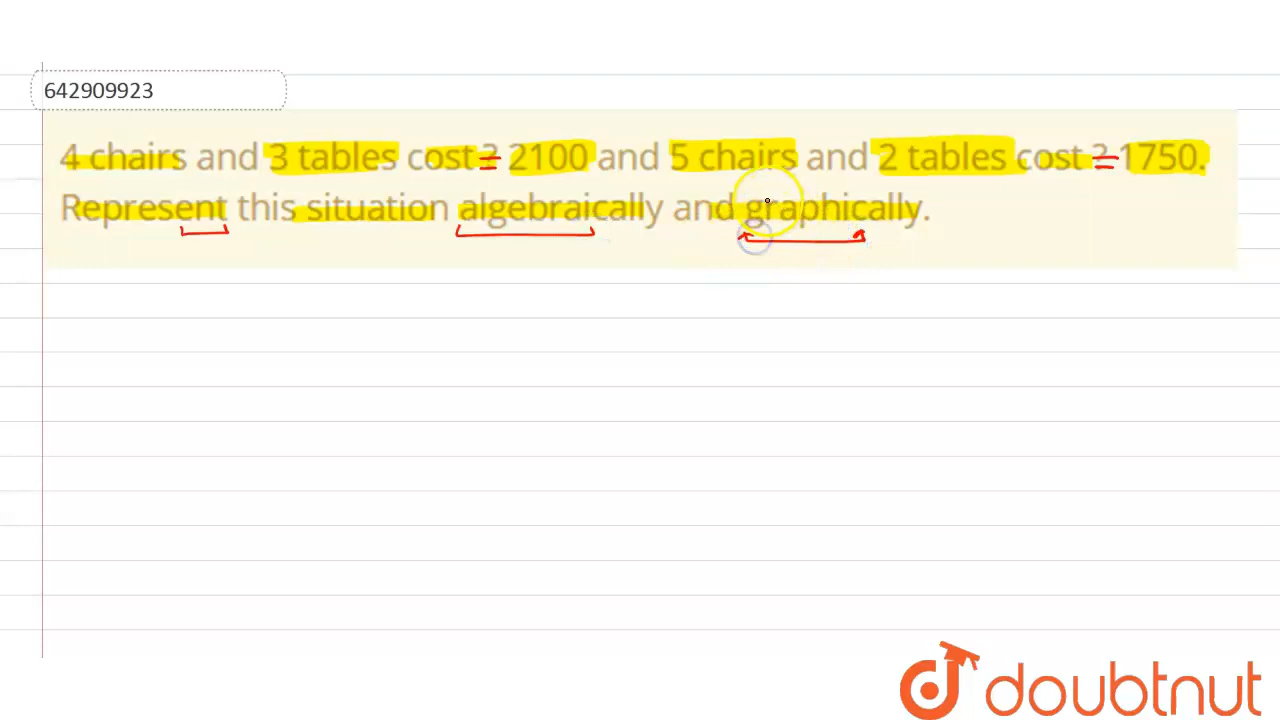 642909923
4 chairs and 3 tables cost ? 2100 and 5 chairs and 2 tables cost ? 1750.
Represent this situation algebraically and graphically.
doubtnut